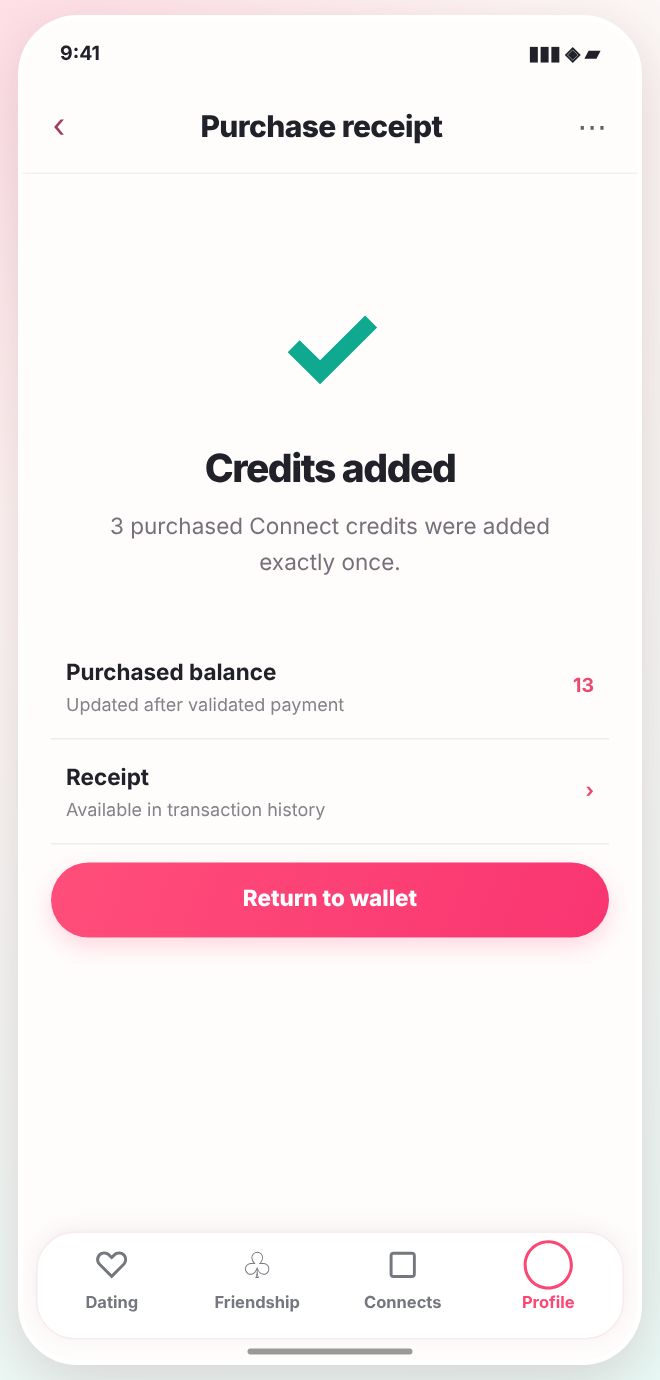 9:41
Purchase receipt
Credits added
3 purchased Connect credits were added
exactly once.
Purchased balance
13
Updated after validated payment
Receipt
Available in transaction history
Return to wallet
Dating
Friendship
Connects
Profile